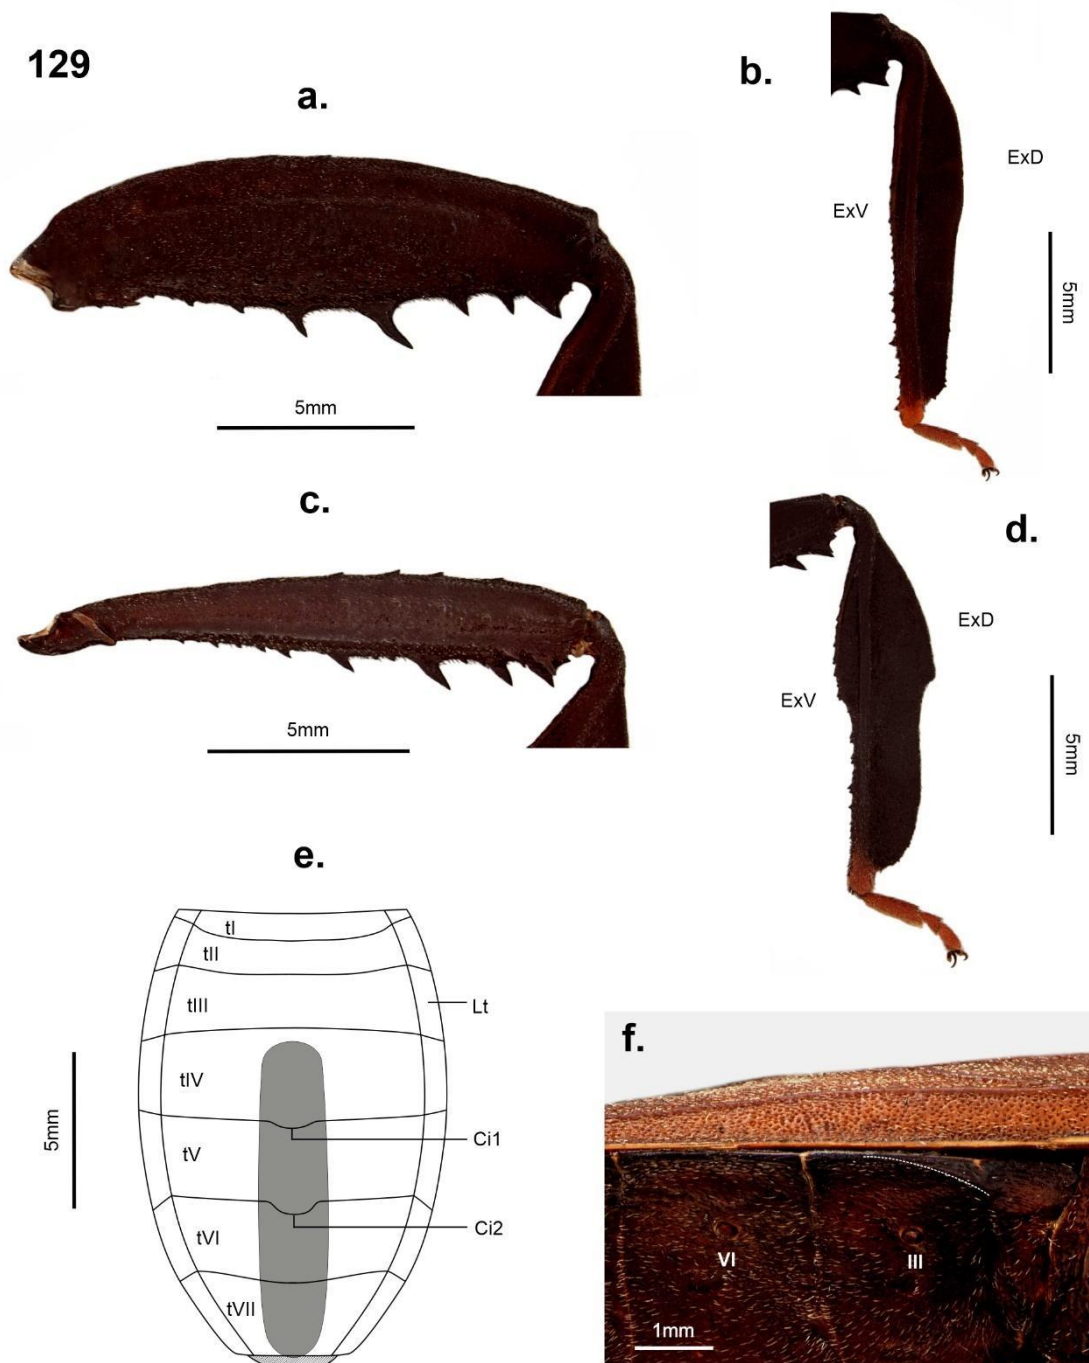 129
a.
5mm
b.
ExD
ExV
5mm
c.
5mm
d.
ExD
ExV
5mm
e.
tI
tII
tIII
Lt
tIV
5mm
Ci1
tV
Ci2
tVI
tVII
f.
VI
III
1mm